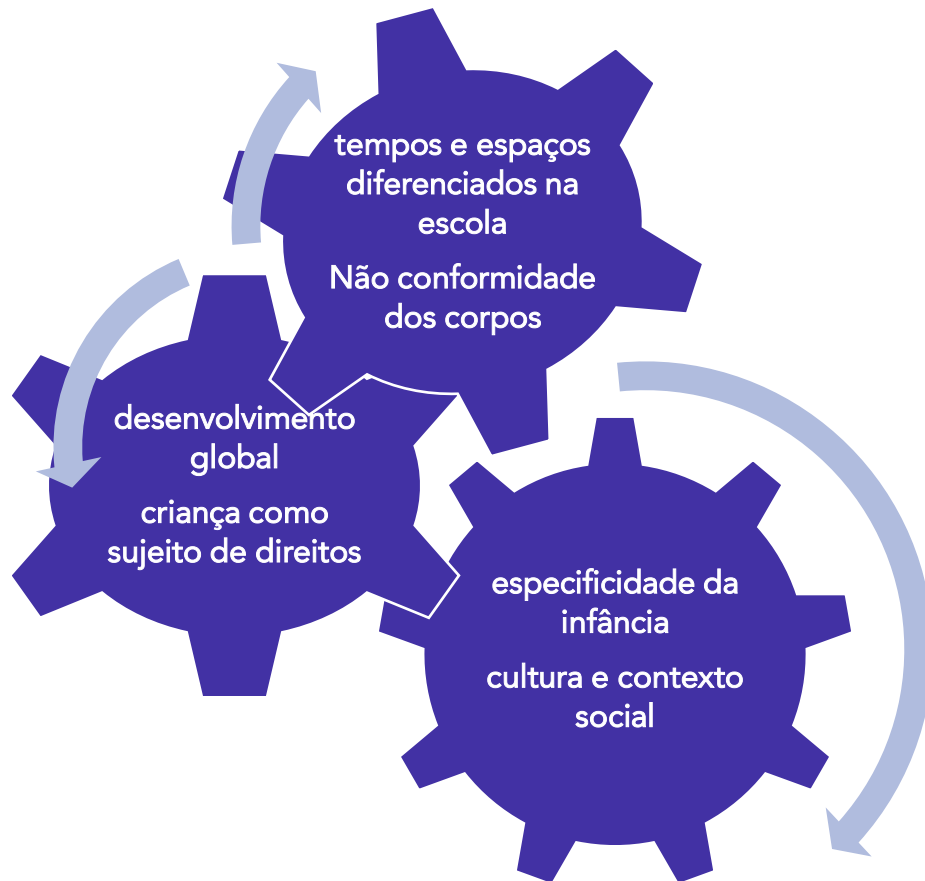 tempos e espaços
diferenciados na
escola
Não conformidade
dos corpos
desenvolvimento
global
criança como
sujeito de direitos
especificidade da
infância
cultura e contexto
social